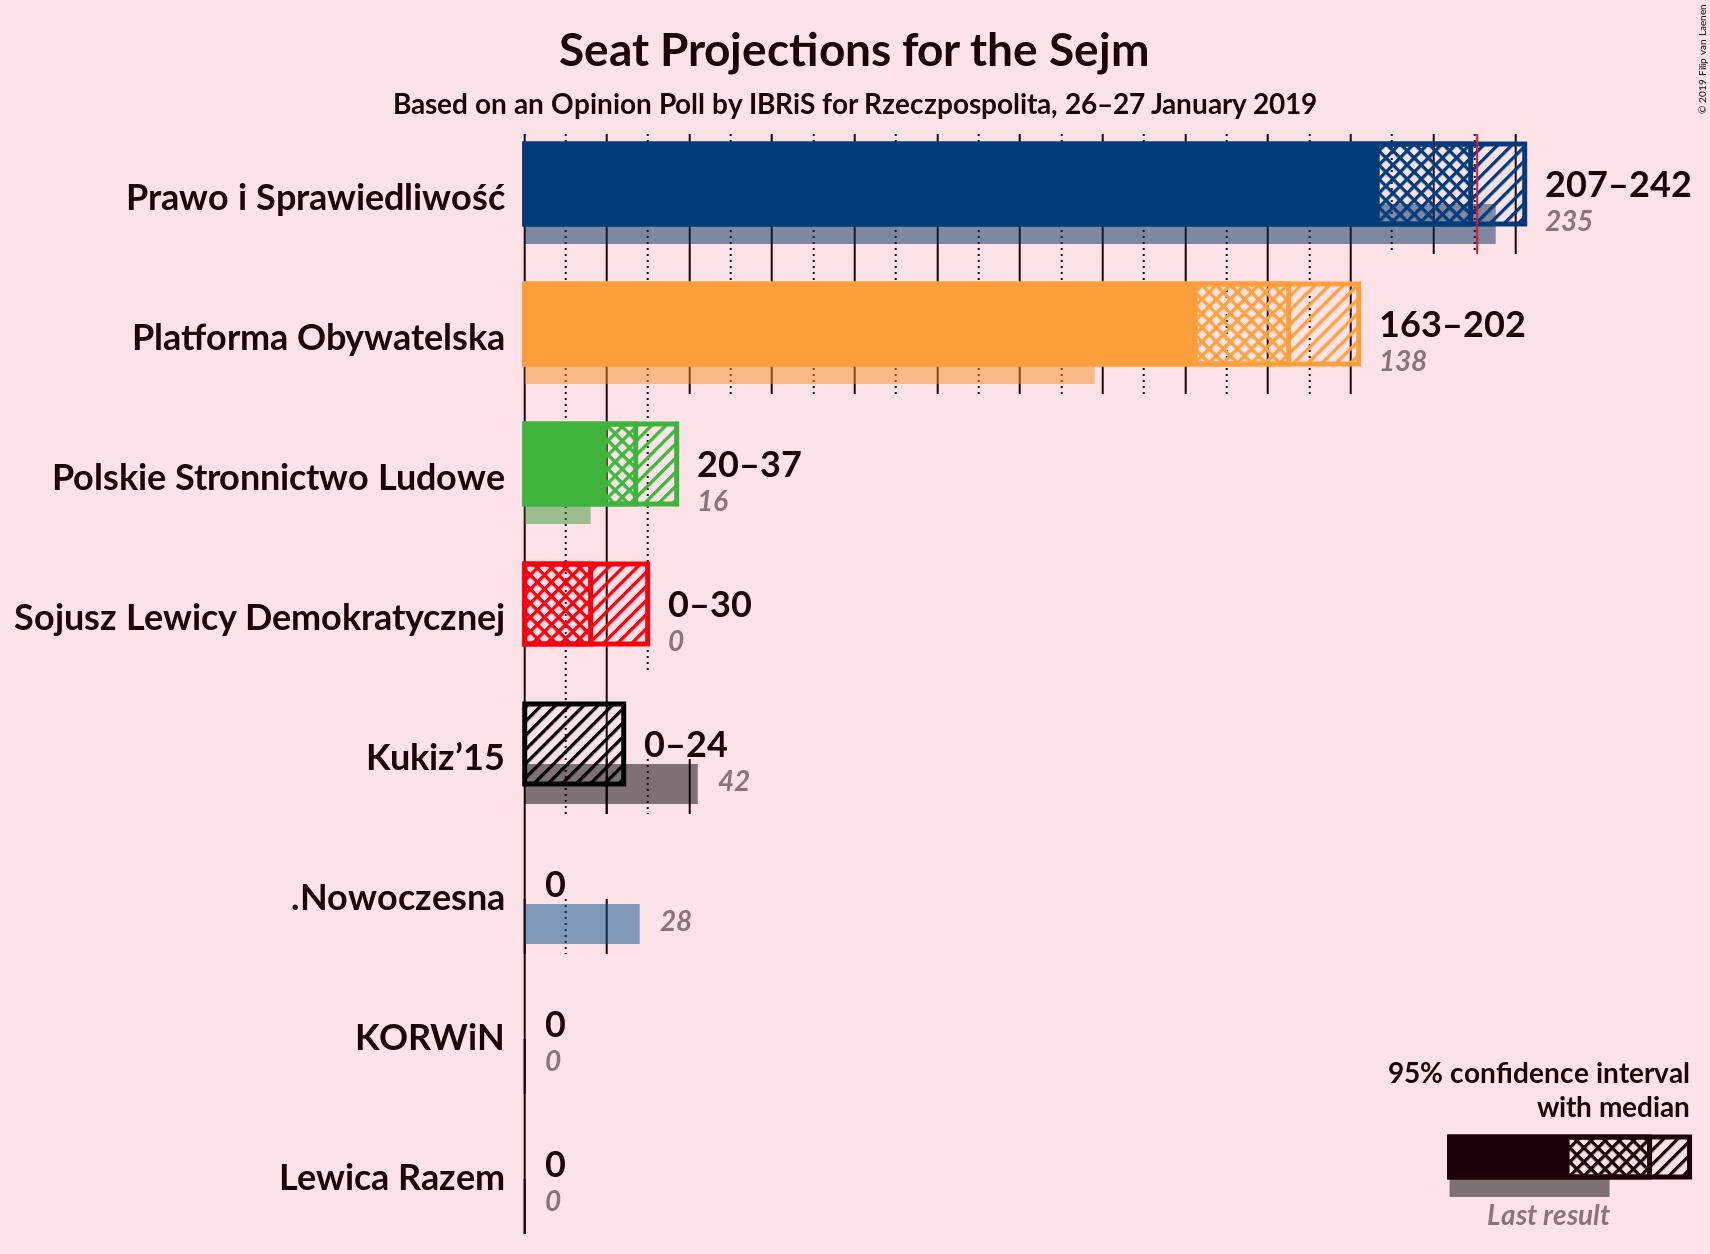 Seat Projections for the Sejm
Based on an Opinion Poll by IBRiS for Rzeczpospolita, 26–27 January 2019
© 2019 Filip van Laenen
Prawo i Sprawiedliwość
207–242
235
Platforma Obywatelska
163–202
138
Polskie Stronnictwo Ludowe
20–37
16
Sojusz Lewicy Demokratycznej
0–30
0
Kukiz’15
0–24
42
.Nowoczesna
0
28
KORWiN
0
0
Lewica Razem
0
0
95% confidence interval
with median
Last result